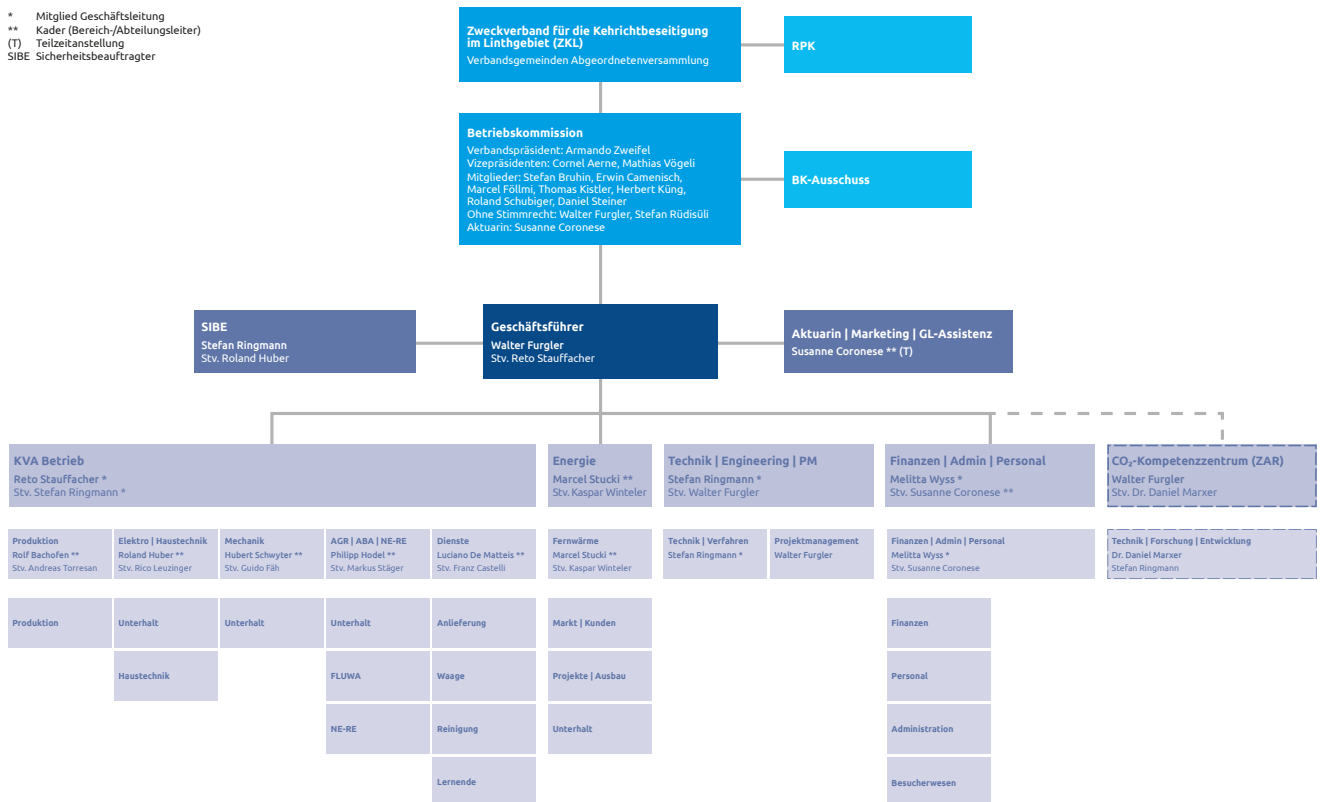 * Mitglied Geschäftsleitung
** Kader (Bereich-/Abteilungsleiter)
(T) Teilzeitanstellung
SIBE Sicherheitsbeauftragter
Zweckverband für die Kehrichtbeseitigung
im Linthgebiet (ZKL)
Verbandsgemeinden Abgeordnetenversammlung
RPK
Betriebskommission
Verbandspräsident: Armando Zweifel
Vizepräsidenten: Cornel Aerne, Mathias Vögeli
Mitglieder: Stefan Bruhin, Erwin Camenisch,
Marcel Föllmi, Thomas Kistler, Herbert Küng,
Roland Schubiger, Daniel Steiner
Ohne Stimmrecht: Walter Furgler, Stefan Rüdisüli
Aktuarin: Susanne Coronese
BK-Ausschuss
SIBE
Stefan Ringmann
Stv. Roland Huber
Geschäftsführer
Walter Furgler
Stv. Reto Stauffacher
Aktuarin | Marketing | GL-Assistenz
Susanne Coronese ** (T)
KVA Betrieb
Reto Stauffacher *
Stv. Stefan Ringmann *
Energie
Marcel Stucki **
Stv. Kaspar Winteler
Technik | Engineering | PM
Stefan Ringmann *
Stv. Walter Furgler
Finanzen | Admin | Personal
Melitta Wyss *
Stv. Susanne Coronese **
CO₂-Kompetenzzentrum (ZAR)
Walter Furgler
Stv. Dr. Daniel Marxer
Produktion
Rolf Bachofen **
Stv. Andreas Torresan
Elektro | Haustechnik
Roland Huber **
Stv. Rico Leuzinger
Mechanik
Hubert Schwyter **
Stv. Guido Fäh
AGR | ABA | NE-RE
Philipp Hodel **
Stv. Markus Stäger
Dienste
Luciano De Matteis **
Stv. Franz Castelli
Fernwärme
Marcel Stucki **
Stv. Kaspar Winteler
Technik | Verfahren
Stefan Ringmann *
Projektmanagement
Walter Furgler
Finanzen | Admin | Personal
Melitta Wyss *
Stv. Susanne Coronese
Technik | Forschung | Entwicklung
Dr. Daniel Marxer
Stefan Ringmann
Produktion
Unterhalt
Unterhalt
Unterhalt
Anlieferung
Markt | Kunden
Finanzen
Haustechnik
FLUWA
Waage
Projekte | Ausbau
Personal
NE-RE
Reinigung
Unterhalt
Administration
Lernende
Besucherwesen